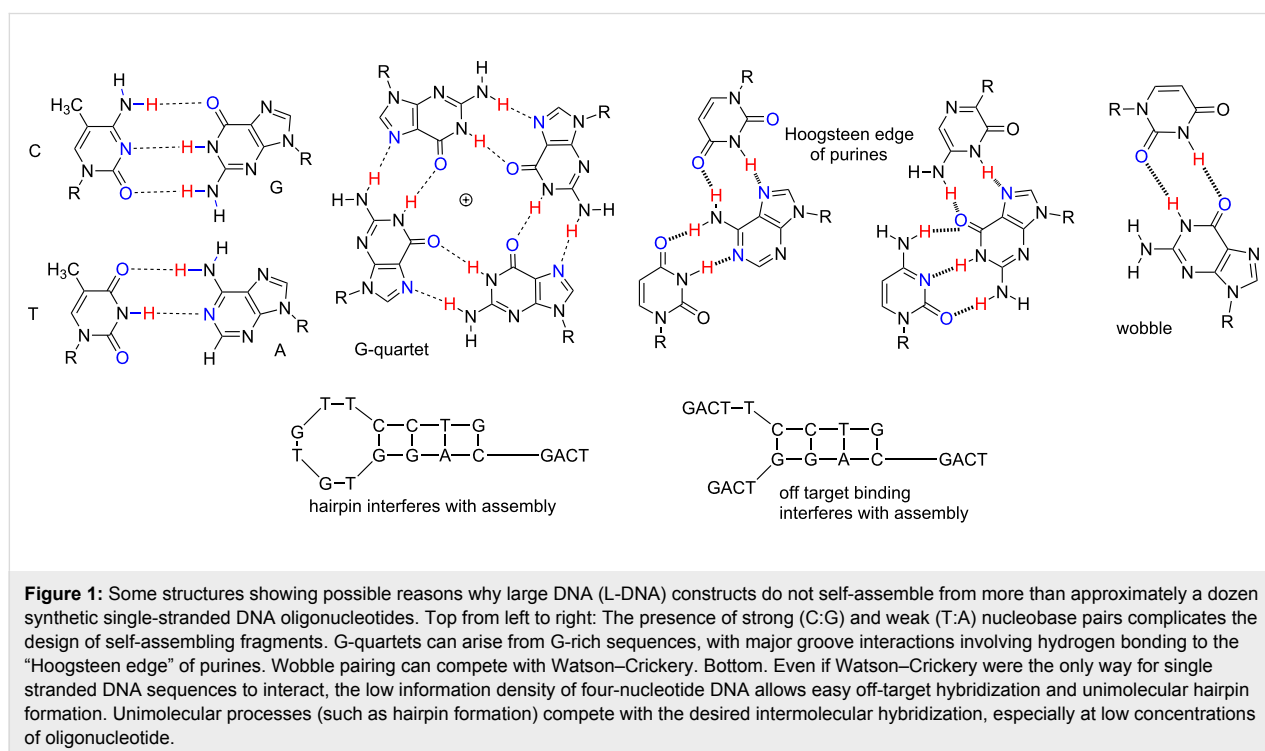 H
H₃C
N
H
O
N
C
N
H
N
N
R
N
O
H
N
G
R
H
H₃C
O
H
N
H
N
T
N
H
N
N
R
N
O
H
N
A
R
R
N
N
H
N
H
N
O
N
H
N
R
O
N
N
H
H
N
H
N
H
N
H
N
O
H
O
H
N
N
H
R
N
N
H
N
N
R
G-quartet
⊕
R
N
O
N
H
O
Hoogsteen edge
of purines
H
N
H
N
R
O
H
N
N
N
H
N
N
O
R
N
R
N
O
H
N
H
N
H
O
N
R
H
N
H
N
N
H
N
N
H
N
O
H
R
O
R
N
O
N
H
O
H
O
H
N
N
H
N
N
N
R
wobble
T T C C T G
G
T
G T G G A C GACT
hairpin interferes with assembly
GACT T C C T G
GACT G G A C GACT
off target binding
interferes with assembly
Figure 1: Some structures showing possible reasons why large DNA (L-DNA) constructs do not self-assemble from more than approximately a dozen
synthetic single-stranded DNA oligonucleotides. Top from left to right: The presence of strong (C:G) and weak (T:A) nucleobase pairs complicates the
design of self-assembling fragments. G-quartets can arise from G-rich sequences, with major groove interactions involving hydrogen bonding to the
“Hoogsteen edge” of purines. Wobble pairing can compete with Watson–Crickery. Bottom. Even if Watson–Crickery were the only way for single
stranded DNA sequences to interact, the low information density of four-nucleotide DNA allows easy off-target hybridization and unimolecular hairpin
formation. Unimolecular processes (such as hairpin formation) compete with the desired intermolecular hybridization, especially at low concentrations
of oligonucleotide.